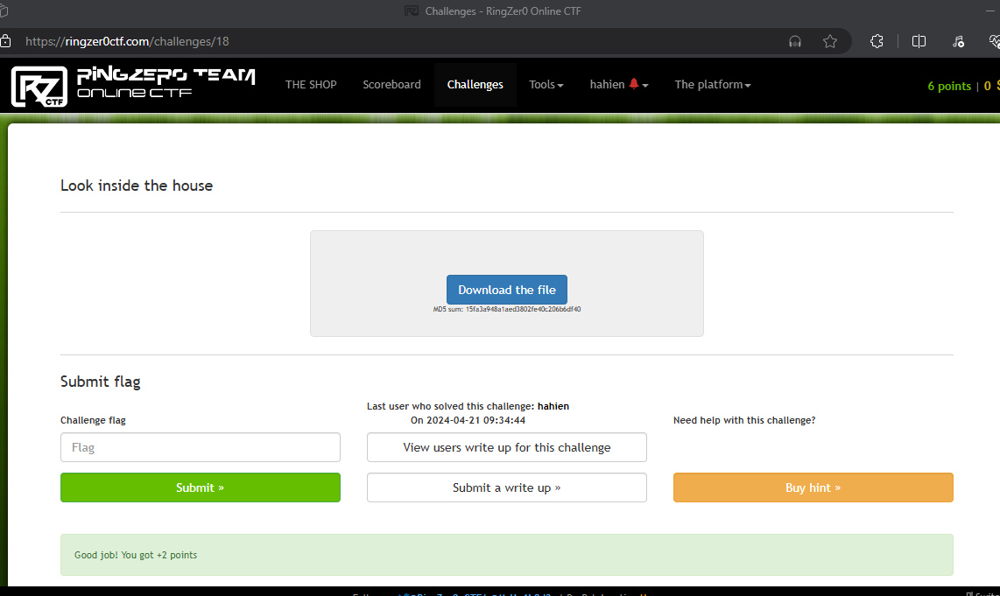 Challenges - RingZer0 Online CTF
https://ringzer0ctf.com/challenges/18
RZ CTF
RINGZER0 TEAM
ONLINE CTF
THE SHOP Scoreboard Challenges Tools hahien The platform 6 points | 0 $
Look inside the house
Download the file
MD5 sum: 15fa3a948a1aed3802fe40c206b6df40
Submit flag
Last user who solved this challenge: hahien
Challenge flag On 2024-04-21 09:34:44 Need help with this challenge?
Flag View users write up for this challenge
Submit » Submit a write up » Buy hint »
Good job! You got +2 points